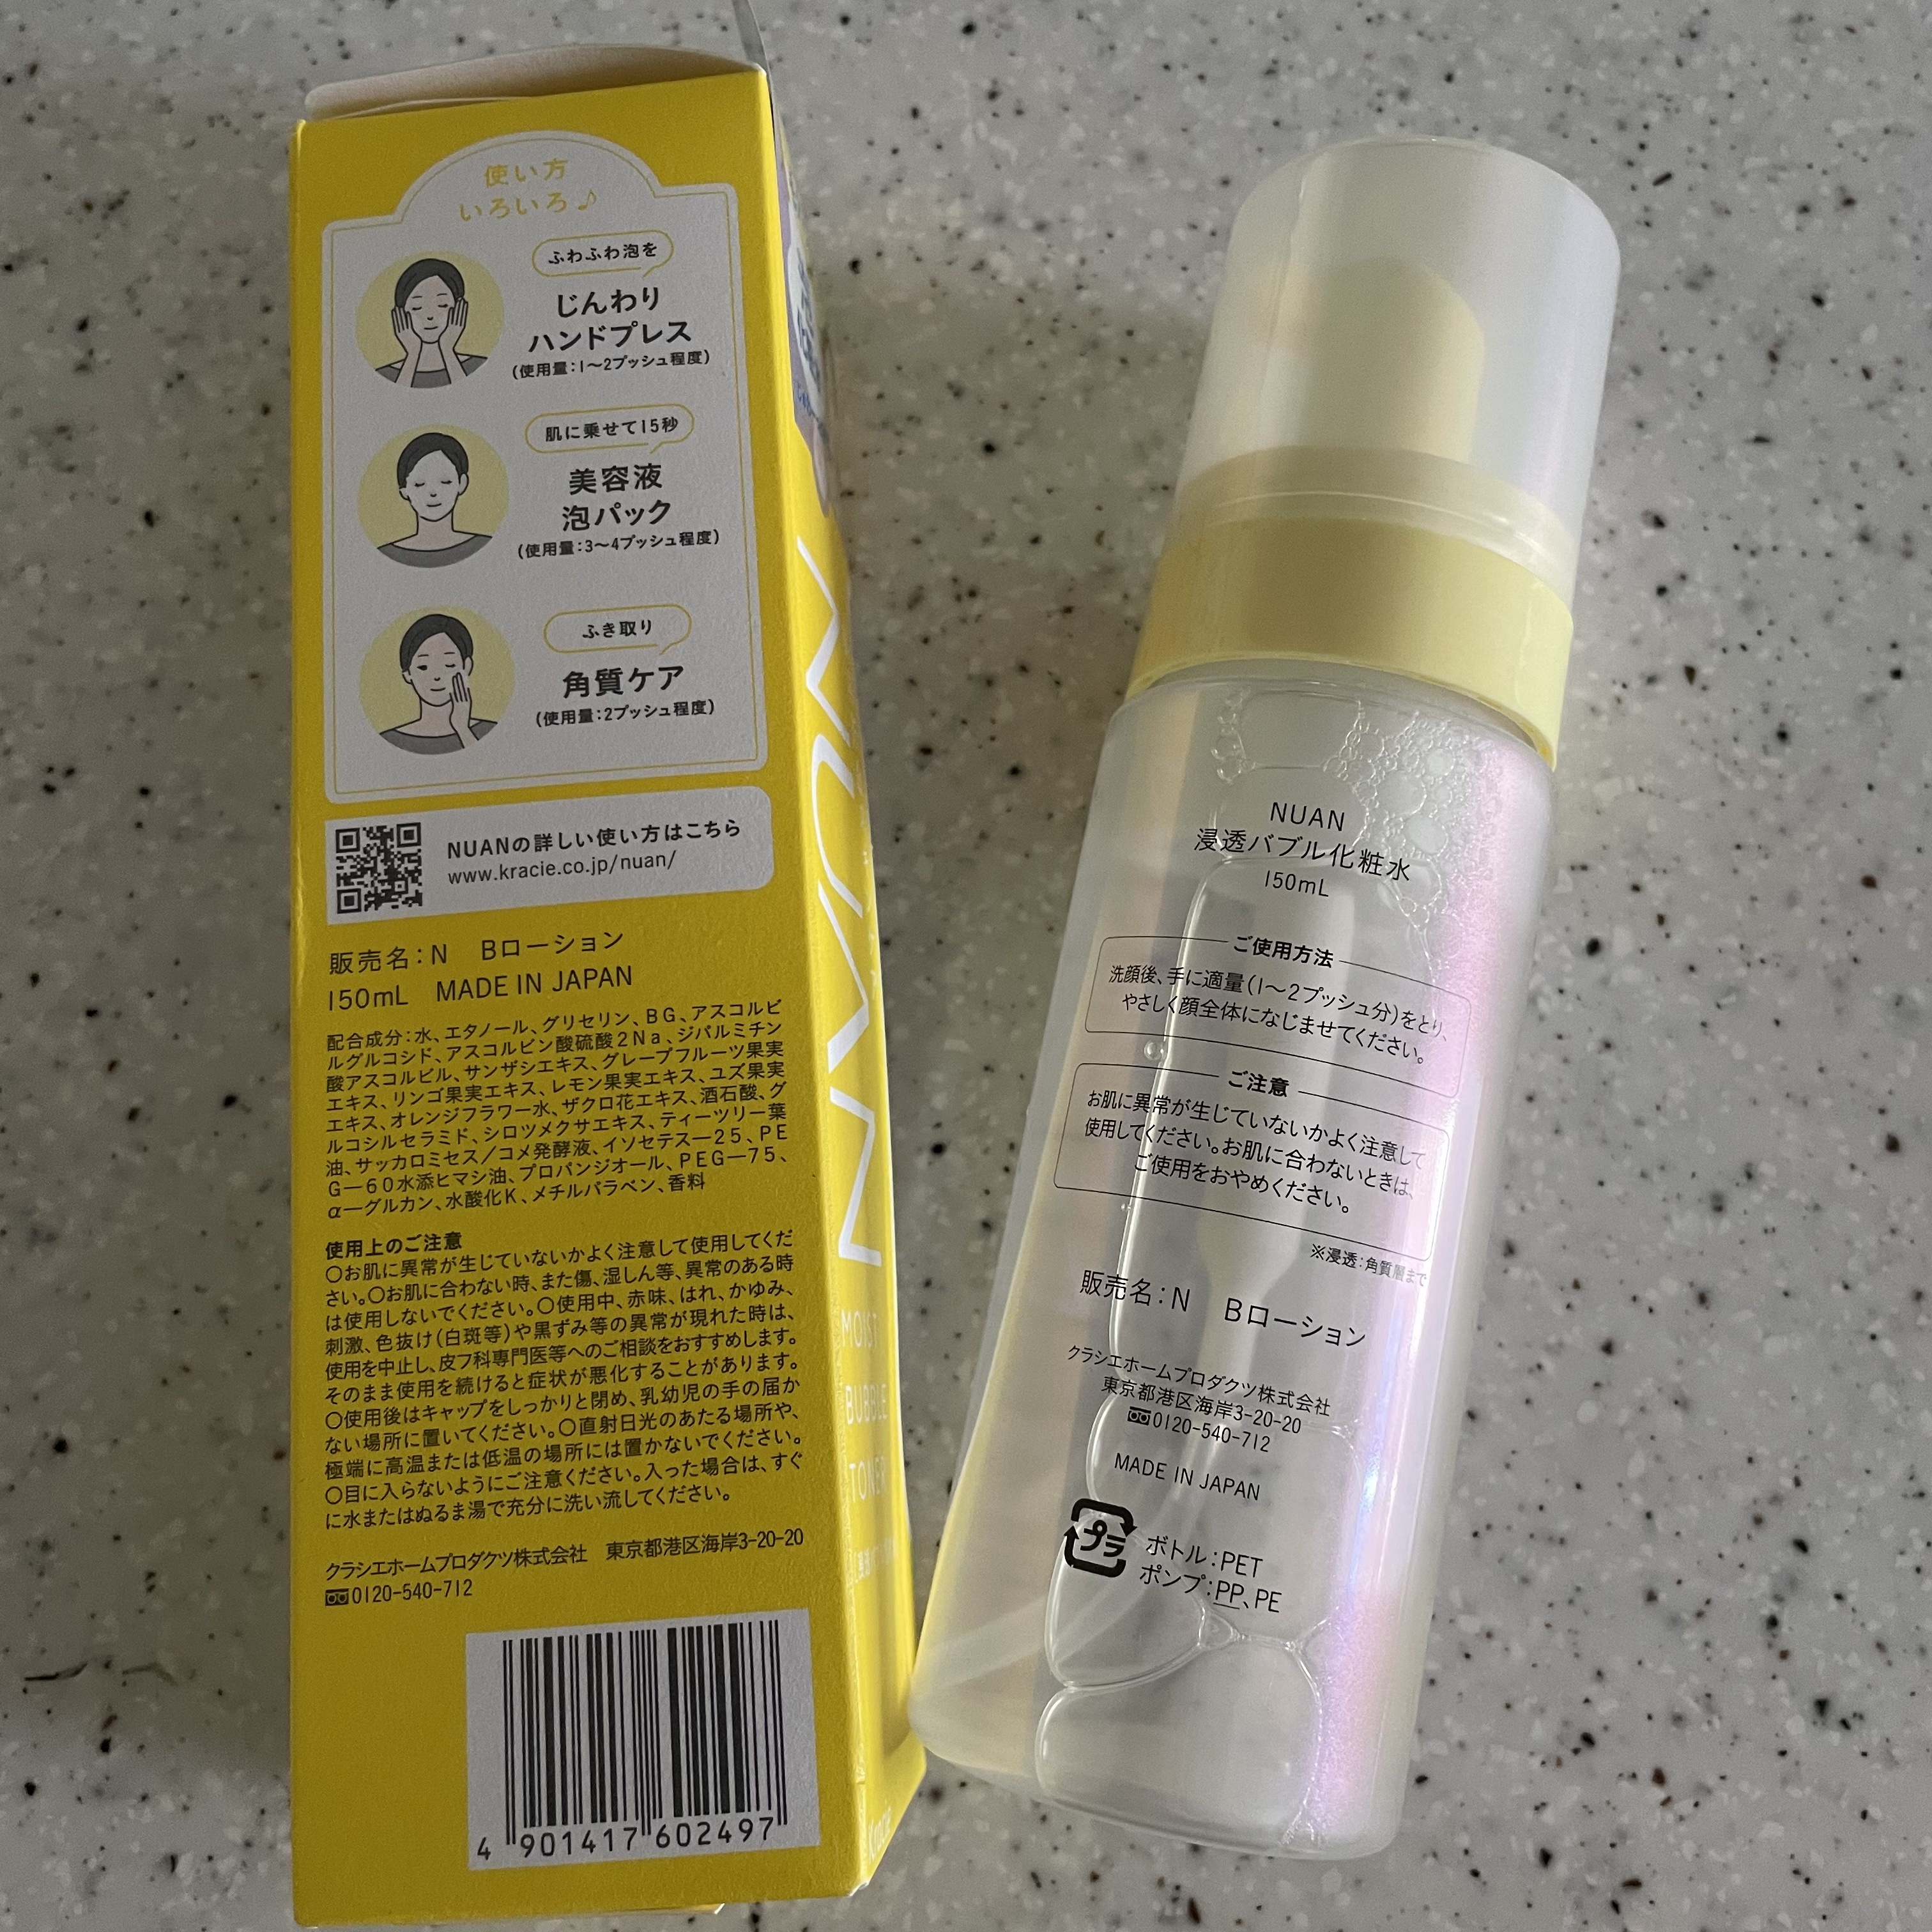 使い方
いろいろ♪
ふわふわ泡を
じんわり
ハンドプレス
(使用量:1〜2プッシュ程度)
肌に乗せて15秒
美容液
泡パック
(使用量:3〜4プッシュ程度)
ふき取り
角質ケア
(使用量:2プッシュ程度)
NUANの詳しい使い方はこちら
www.kracie.co.jp/nuan/
販売名:N Bローション
150mL MADE IN JAPAN
配合成分:水、エタノール、グリセリン、BG、アスコルビ
ルグルコシド、アスコルビン酸硫酸2Na、ジパルミチン
酸アスコルビル、サンザシエキス、グレープフルーツ果実
エキス、リンゴ果実エキス、レモン果実エキス、ユズ果実
エキス、オレンジフラワー水、ザクロ花エキス、酒石酸、グ
ルコシルセラミド、シロツメクサエキス、ティーツリー葉
油、サッカロミセス/コメ発酵液、イソセテスー25、PE
G−60水添ヒマシ油、プロパンジオール、PEG−75、
α−グルカン、水酸化K、メチルパラベン、香料
使用上のご注意
○お肌に異常が生じていないかよく注意して使用してくだ
さい。○お肌に合わない時、また傷、湿しん等、異常のある時
は使用しないでください。○使用中、赤味、はれ、かゆみ、
刺激、色抜け(白斑等)や黒ずみ等の異常が現れた時は、
使用を中止し、皮フ科専門医等へのご相談をおすすめします。
そのまま使用を続けると症状が悪化することがあります。
○使用後はキャップをしっかりと閉め、乳幼児の手の届か
ない場所に置いてください。○直射日光のあたる場所や、
極端に高温または低温の場所には置かないでください。
○目に入らないようにご注意ください。入った場合は、すぐ
に水またはぬるま湯で充分に洗い流してください。
クラシエホームプロダクツ株式会社 東京都港区海岸3-20-20
0120-540-712
4 901417 602497
NUAN
MOIST
BUBBLE
TONER
Kracie
NUAN
浸透バブル化粧水
150mL
ご使用方法
洗顔後、手に適量(1〜2プッシュ分)をとり、
やさしく顔全体になじませてください。
ご注意
お肌に異常が生じていないかよく注意して
使用してください。お肌に合わないときは、
ご使用をおやめください。
※浸透:角質層まで
販売名:N Bローション
クラシエホームプロダクツ株式会社
東京都港区海岸3-20-20
0120-540-712
MADE IN JAPAN
プラ
ボトル:PET
ポンプ:PP、PE